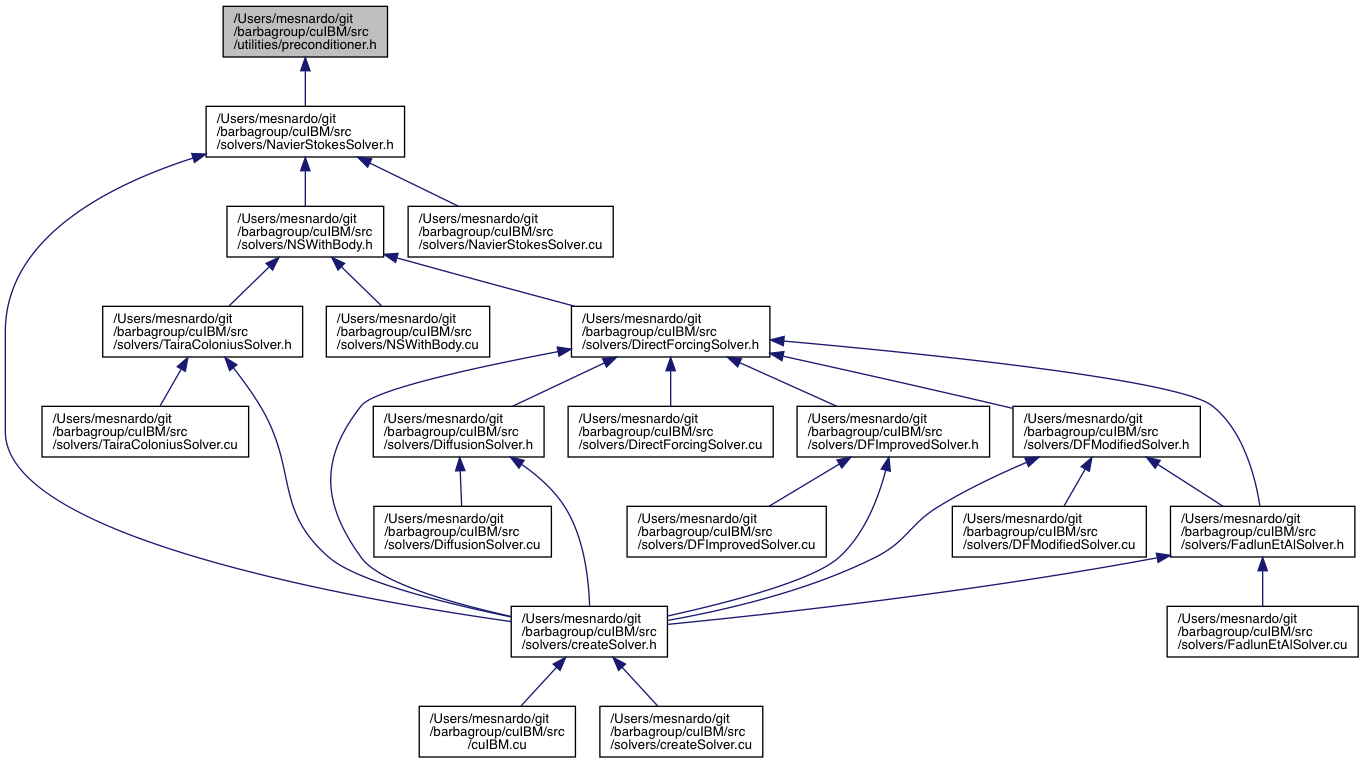 /Users/mesnardo/git
/barbagroup/cuIBM/src
/utilities/preconditioner.h
/Users/mesnardo/git
/barbagroup/cuIBM/src
/solvers/NavierStokesSolver.h
/Users/mesnardo/git
/barbagroup/cuIBM/src
/solvers/NSWithBody.h
/Users/mesnardo/git
/barbagroup/cuIBM/src
/solvers/NavierStokesSolver.cu
/Users/mesnardo/git
/barbagroup/cuIBM/src
/solvers/TairaColoniusSolver.h
/Users/mesnardo/git
/barbagroup/cuIBM/src
/solvers/NSWithBody.cu
/Users/mesnardo/git
/barbagroup/cuIBM/src
/solvers/DirectForcingSolver.h
/Users/mesnardo/git
/barbagroup/cuIBM/src
/solvers/TairaColoniusSolver.cu
/Users/mesnardo/git
/barbagroup/cuIBM/src
/solvers/DiffusionSolver.h
/Users/mesnardo/git
/barbagroup/cuIBM/src
/solvers/DirectForcingSolver.cu
/Users/mesnardo/git
/barbagroup/cuIBM/src
/solvers/DFImprovedSolver.h
/Users/mesnardo/git
/barbagroup/cuIBM/src
/solvers/DFModifiedSolver.h
/Users/mesnardo/git
/barbagroup/cuIBM/src
/solvers/DiffusionSolver.cu
/Users/mesnardo/git
/barbagroup/cuIBM/src
/solvers/DFImprovedSolver.cu
/Users/mesnardo/git
/barbagroup/cuIBM/src
/solvers/DFModifiedSolver.cu
/Users/mesnardo/git
/barbagroup/cuIBM/src
/solvers/FadlunEtAlSolver.h
/Users/mesnardo/git
/barbagroup/cuIBM/src
/solvers/createSolver.h
/Users/mesnardo/git
/barbagroup/cuIBM/src
/solvers/FadlunEtAlSolver.cu
/Users/mesnardo/git
/barbagroup/cuIBM/src
/cuIBM.cu
/Users/mesnardo/git
/barbagroup/cuIBM/src
/solvers/createSolver.cu